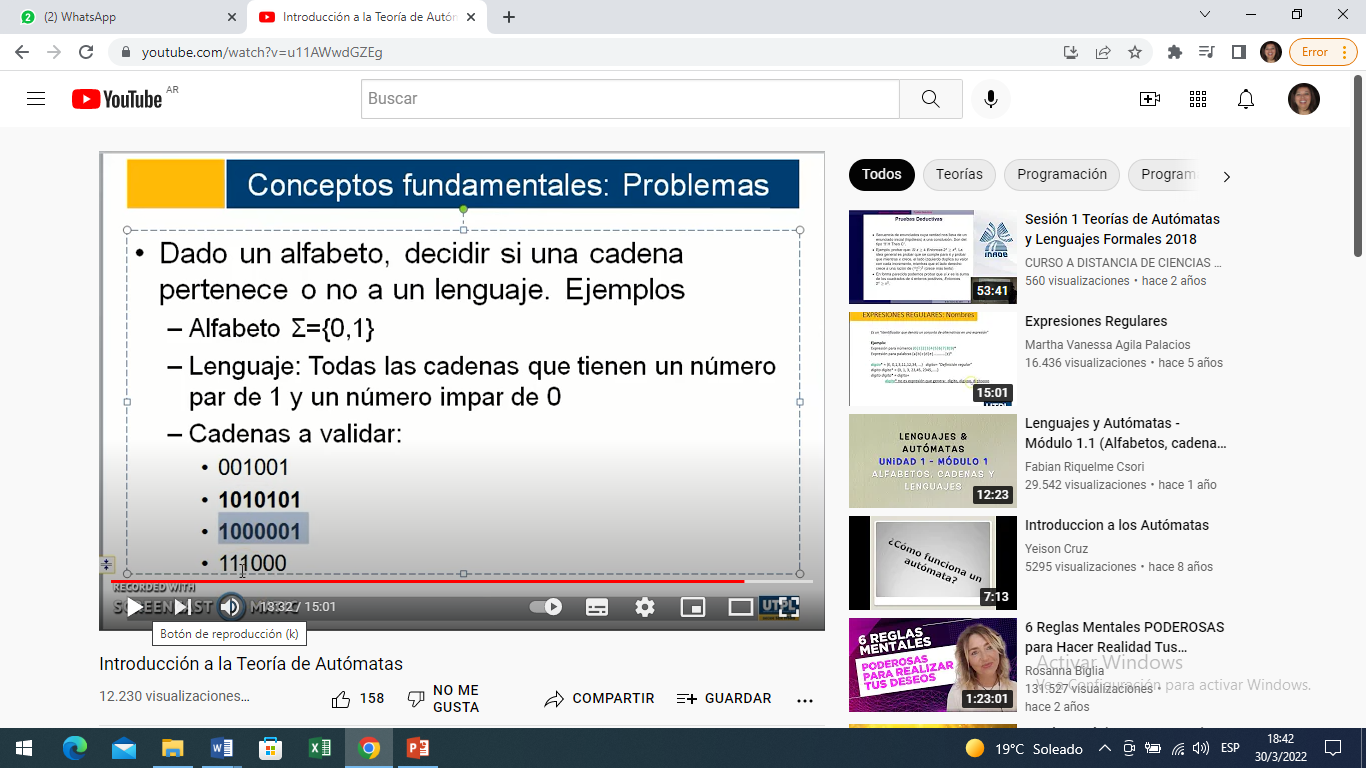 (2) WhatsApp
Introducción a la Teoría de Autóm
youtube.com/watch?v=u11AWwdGZEg
Error
YouTube AR
Buscar
Conceptos fundamentales: Problemas
• Dado un alfabeto, decidir si una cadena
pertenece o no a un lenguaje. Ejemplos
– Alfabeto Σ={0,1}
– Lenguaje: Todas las cadenas que tienen un número
par de 1 y un número impar de 0
– Cadenas a validar:
• 001001
• 1010101
• 1000001
• 111000
RECORDED WITH
13:32 / 15:01
UTPL
Botón de reproducción (k)
Introducción a la Teoría de Autómatas
12.230 visualizaciones...
158
NO ME
GUSTA
COMPARTIR
GUARDAR
Todos
Teorías
Programación
Program
Pruebas Deductivas
53:41
Sesión 1 Teorías de Autómatas
y Lenguajes Formales 2018
CURSO A DISTANCIA DE CIENCIAS ...
560 visualizaciones • hace 2 años
EXPRESIONES REGULARES: Nombres
15:01
Expresiones Regulares
Martha Vanessa Agila Palacios
16.436 visualizaciones • hace 5 años
LENGUAJES &
AUTÓMATAS
UNIDAD 1 - MÓDULO 1
ALFABETOS, CADENAS Y
LENGUAJES
12:23
Lenguajes y Autómatas -
Módulo 1.1 (Alfabetos, cadena...
Fabian Riquelme Csori
29.542 visualizaciones • hace 1 año
¿Cómo funciona un
autómata?
7:13
Introduccion a los Autómatas
Yeison Cruz
5295 visualizaciones • hace 8 años
6 REGLAS
MENTALES
PODEROSAS
PARA REALIZAR
TUS DESEOS
1:23:01
6 Reglas Mentales PODEROSAS
para Hacer Realidad Tus...
Rosanna Biglia
131.527 visualizaciones •
hace 2 años
Activar Windows
Ve a Configuración para activar Windows.
19°C Soleado
ESP
18:42
30/3/2022